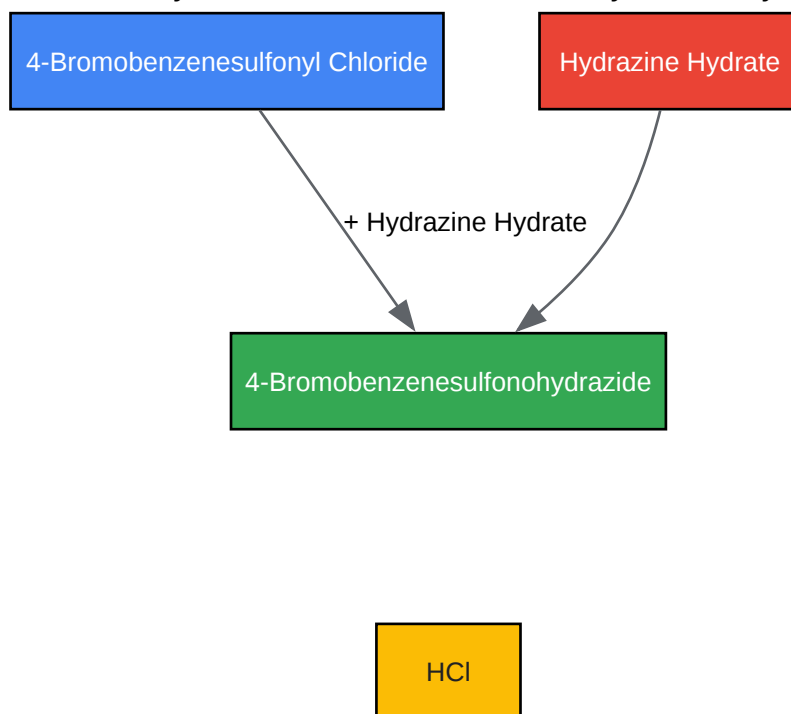 4-Bromobenzenesulfonyl Chloride
Hydrazine Hydrate
+ Hydrazine Hydrate
4-Bromobenzenesulfonohydrazide
HCl